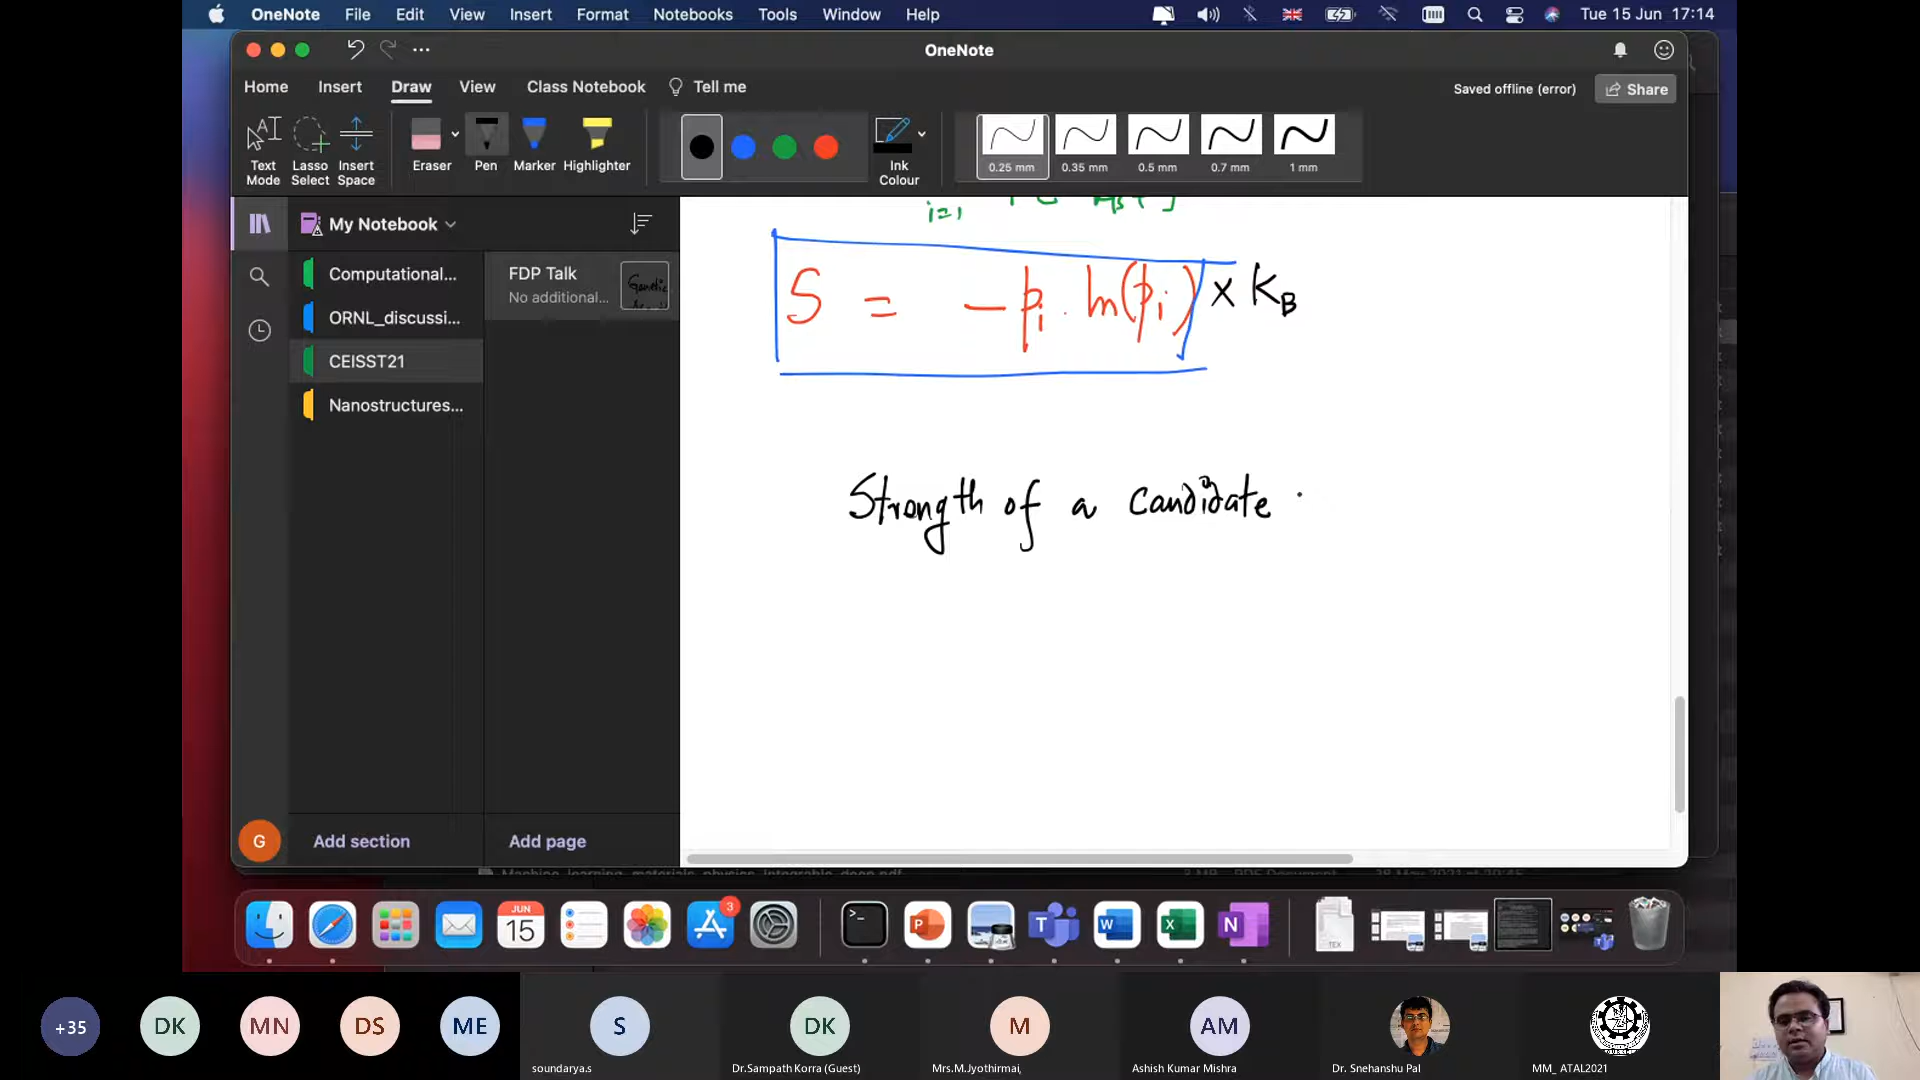 OneNote File Edit View Insert Format Notebooks Tools Window Help Tue 15 Jun 17:14
OneNote
Home Insert Draw View Class Notebook Tell me Saved offline (error) Share
Text Mode Lasso Select Insert Space Eraser Pen Marker Highlighter Ink Colour 0.25 mm 0.35 mm 0.5 mm 0.7 mm 1 mm
i=1
My Notebook
Computational... FDP Talk
No additional...
ORNL_discussi...
CEISST21
Nanostructures...
S = - pi . ln(pi) x KB
Strength of a candidate
G Add section Add page
3
JUN
15
TEX
+35 DK MN DS ME S DK M AM
soundarya.s Dr.Sampath Korra (Guest) Mrs.M.Jyothirmai, Ashish Kumar Mishra Dr. Snehanshu Pal MM_ ATAL2021